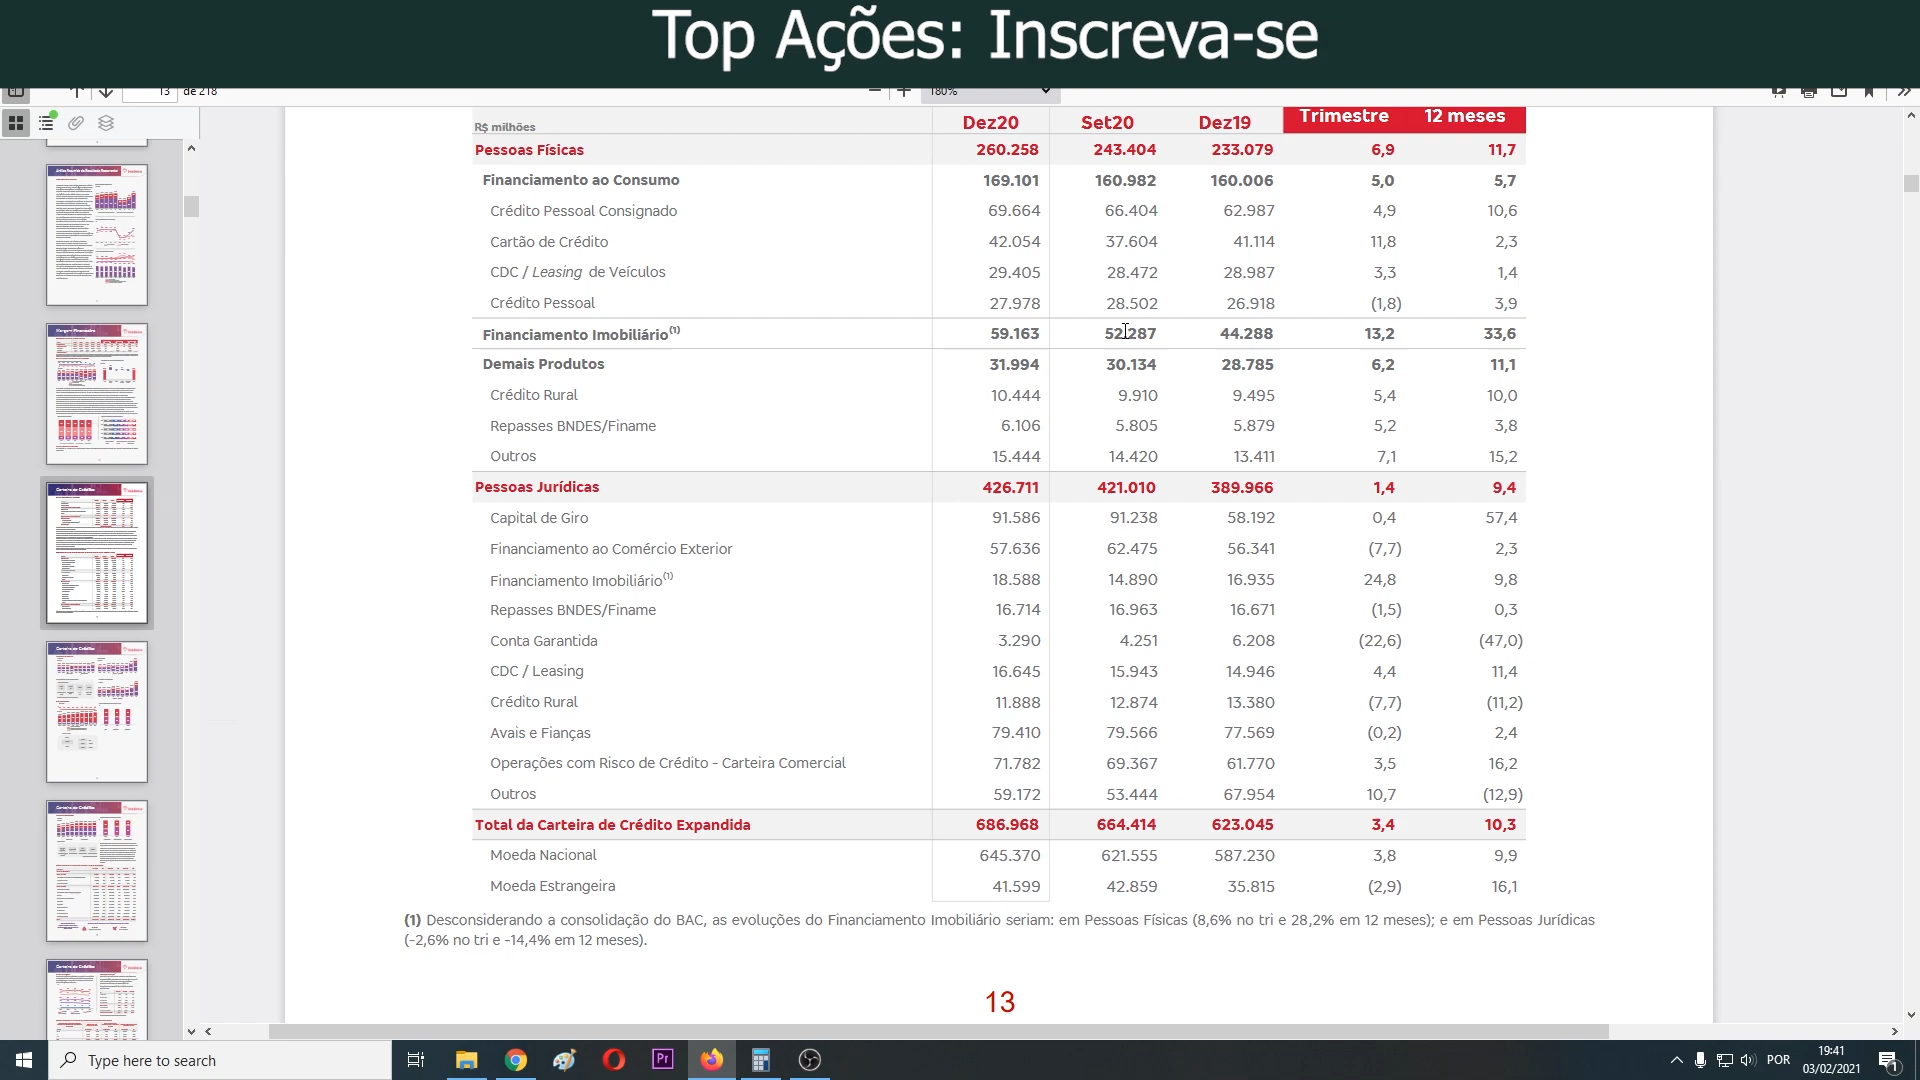 Top Ações: Inscreva-se
13 de 218 180%
R$ milhões Dez20 Set20 Dez19 Trimestre 12 meses
Pessoas Físicas 260.258 243.404 233.079 6,9 11,7
Financiamento ao Consumo 169.101 160.982 160.006 5,0 5,7
Crédito Pessoal Consignado 69.664 66.404 62.987 4,9 10,6
Cartão de Crédito 42.054 37.604 41.114 11,8 2,3
CDC / Leasing de Veículos 29.405 28.472 28.987 3,3 1,4
Crédito Pessoal 27.978 28.502 26.918 (1,8) 3,9
Financiamento Imobiliário(1) 59.163 52.287 44.288 13,2 33,6
Demais Produtos 31.994 30.134 28.785 6,2 11,1
Crédito Rural 10.444 9.910 9.495 5,4 10,0
Repasses BNDES/Finame 6.106 5.805 5.879 5,2 3,8
Outros 15.444 14.420 13.411 7,1 15,2
Pessoas Jurídicas 426.711 421.010 389.966 1,4 9,4
Capital de Giro 91.586 91.238 58.192 0,4 57,4
Financiamento ao Comércio Exterior 57.636 62.475 56.341 (7,7) 2,3
Financiamento Imobiliário(1) 18.588 14.890 16.935 24,8 9,8
Repasses BNDES/Finame 16.714 16.963 16.671 (1,5) 0,3
Conta Garantida 3.290 4.251 6.208 (22,6) (47,0)
CDC / Leasing 16.645 15.943 14.946 4,4 11,4
Crédito Rural 11.888 12.874 13.380 (7,7) (11,2)
Avais e Fianças 79.410 79.566 77.569 (0,2) 2,4
Operações com Risco de Crédito - Carteira Comercial 71.782 69.367 61.770 3,5 16,2
Outros 59.172 53.444 67.954 10,7 (12,9)
Total da Carteira de Crédito Expandida 686.968 664.414 623.045 3,4 10,3
Moeda Nacional 645.370 621.555 587.230 3,8 9,9
Moeda Estrangeira 41.599 42.859 35.815 (2,9) 16,1
(1) Desconsiderando a consolidação do BAC, as evoluções do Financiamento Imobiliário seriam: em Pessoas Físicas (8,6% no tri e 28,2% em 12 meses); e em Pessoas Jurídicas
(-2,6% no tri e -14,4% em 12 meses).
13
Type here to search
Pr
POR
19:41
03/02/2021
1